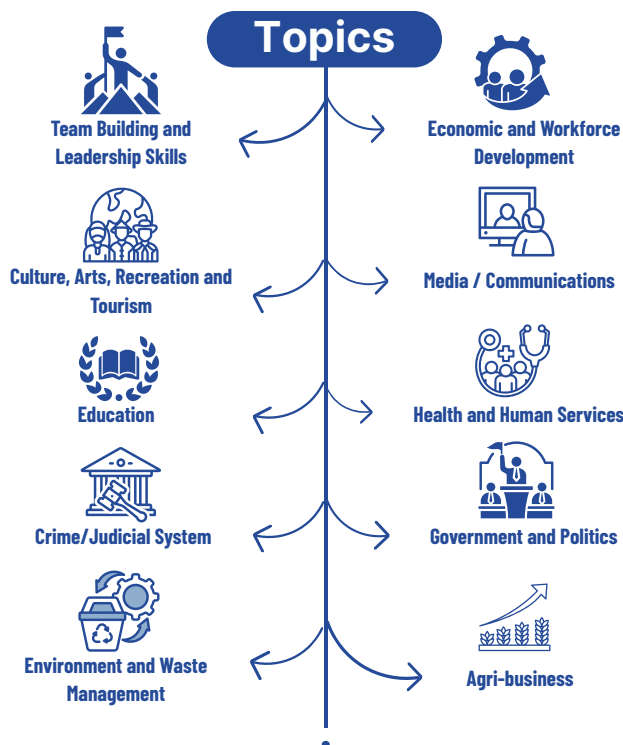 Topics
Team Building and
Leadership Skills
Economic and Workforce
Development
Culture, Arts, Recreation and
Tourism
Media / Communications
Education
Health and Human Services
Crime/Judicial System
Government and Politics
Environment and Waste
Management
Agri-business